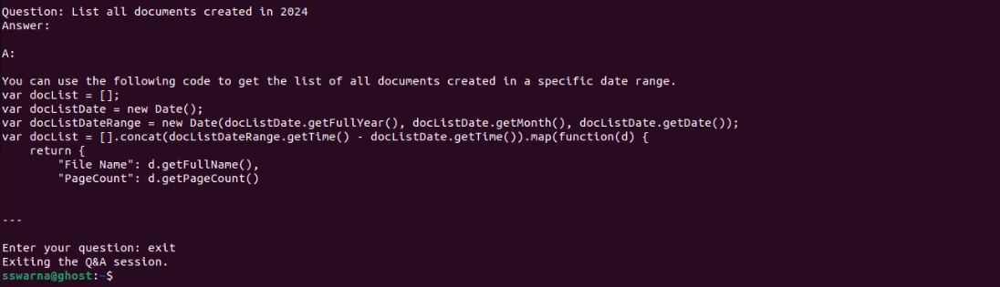 Question: List all documents created in 2024
Answer:
A:
You can use the following code to get the list of all documents created in a specific date range.
var docList = [];
var docListDate = new Date();
var docListDateRange = new Date(docListDate.getFullYear(), docListDate.getMonth(), docListDate.getDate());
var docList = [].concat(docListDateRange.getTime() - docListDate.getTime()).map(function(d) {
    return {
        "File Name": d.getFullName(),
        "PageCount": d.getPageCount()
---
Enter your question: exit
Exiting the Q&A session.
sswarna@ghost:~$